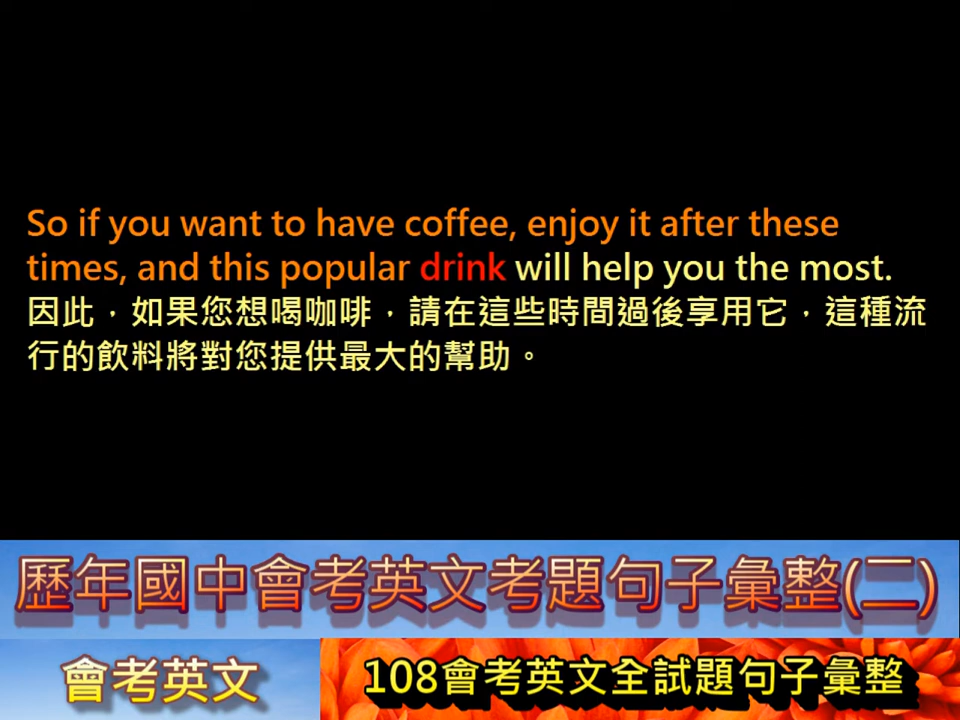 So if you want to have coffee, enjoy it after these
times, and this popular drink will help you the most.
因此，如果您想喝咖啡，請在這些時間過後享用它，這種流
行的飲料將對您提供最大的幫助。
歷年國中會考英文考題句子彙整(二)
會考英文
108會考英文全試題句子彙整